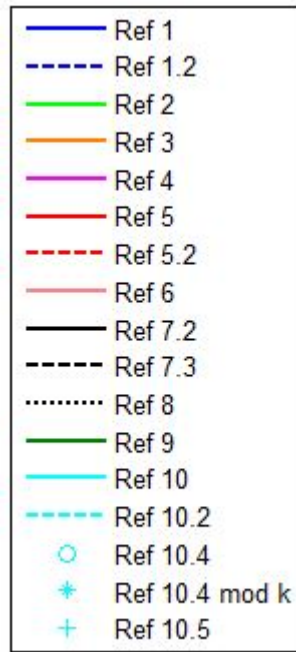 Ref 1
Ref 1.2
Ref 2
Ref 3
Ref 4
Ref 5
Ref 5.2
Ref 6
Ref 7.2
Ref 7.3
Ref 8
Ref 9
Ref 10
Ref 10.2
Ref 10.4
Ref 10.4 mod k
Ref 10.5